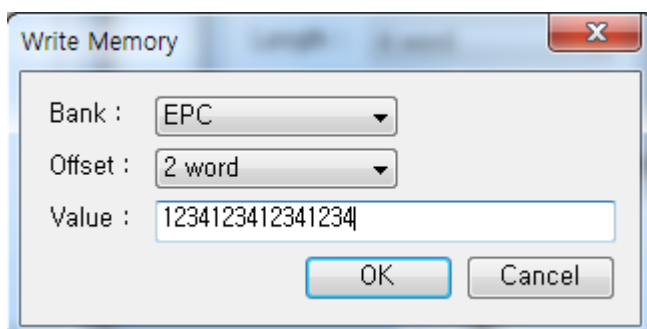 Write Memory
Bank : EPC
Offset : 2 word
Value : 1234123412341234
OK Cancel